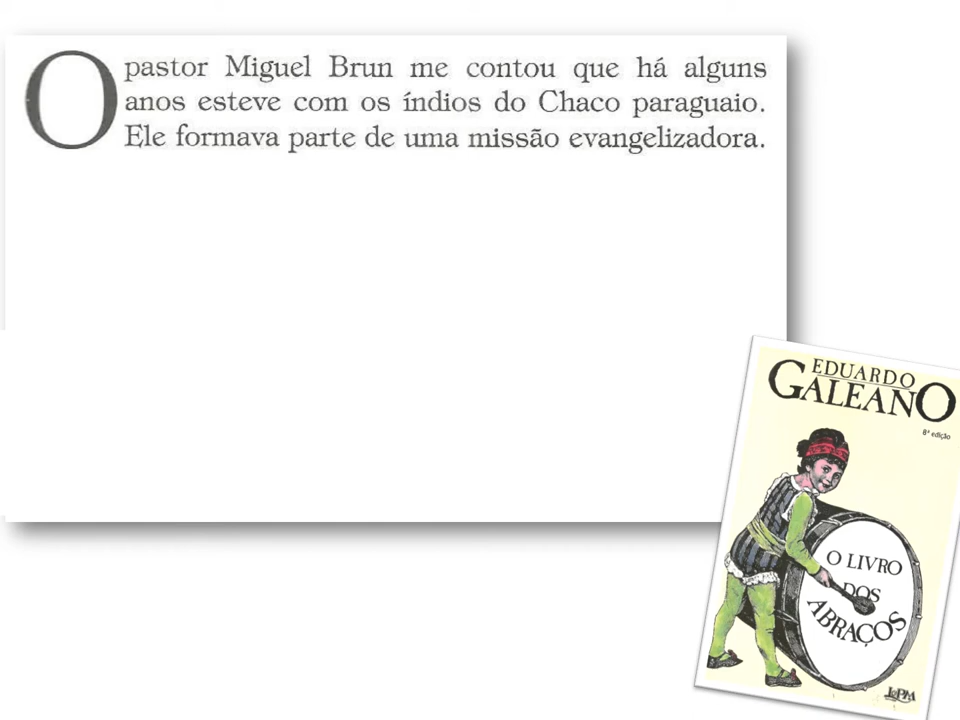 O pastor Miguel Brun me contou que há alguns
anos esteve com os índios do Chaco paraguaio.
Ele formava parte de uma missão evangelizadora.
EDUARDO
GALEANO
8ª edição
O LIVRO
DOS
ABRAÇOS
L&PM